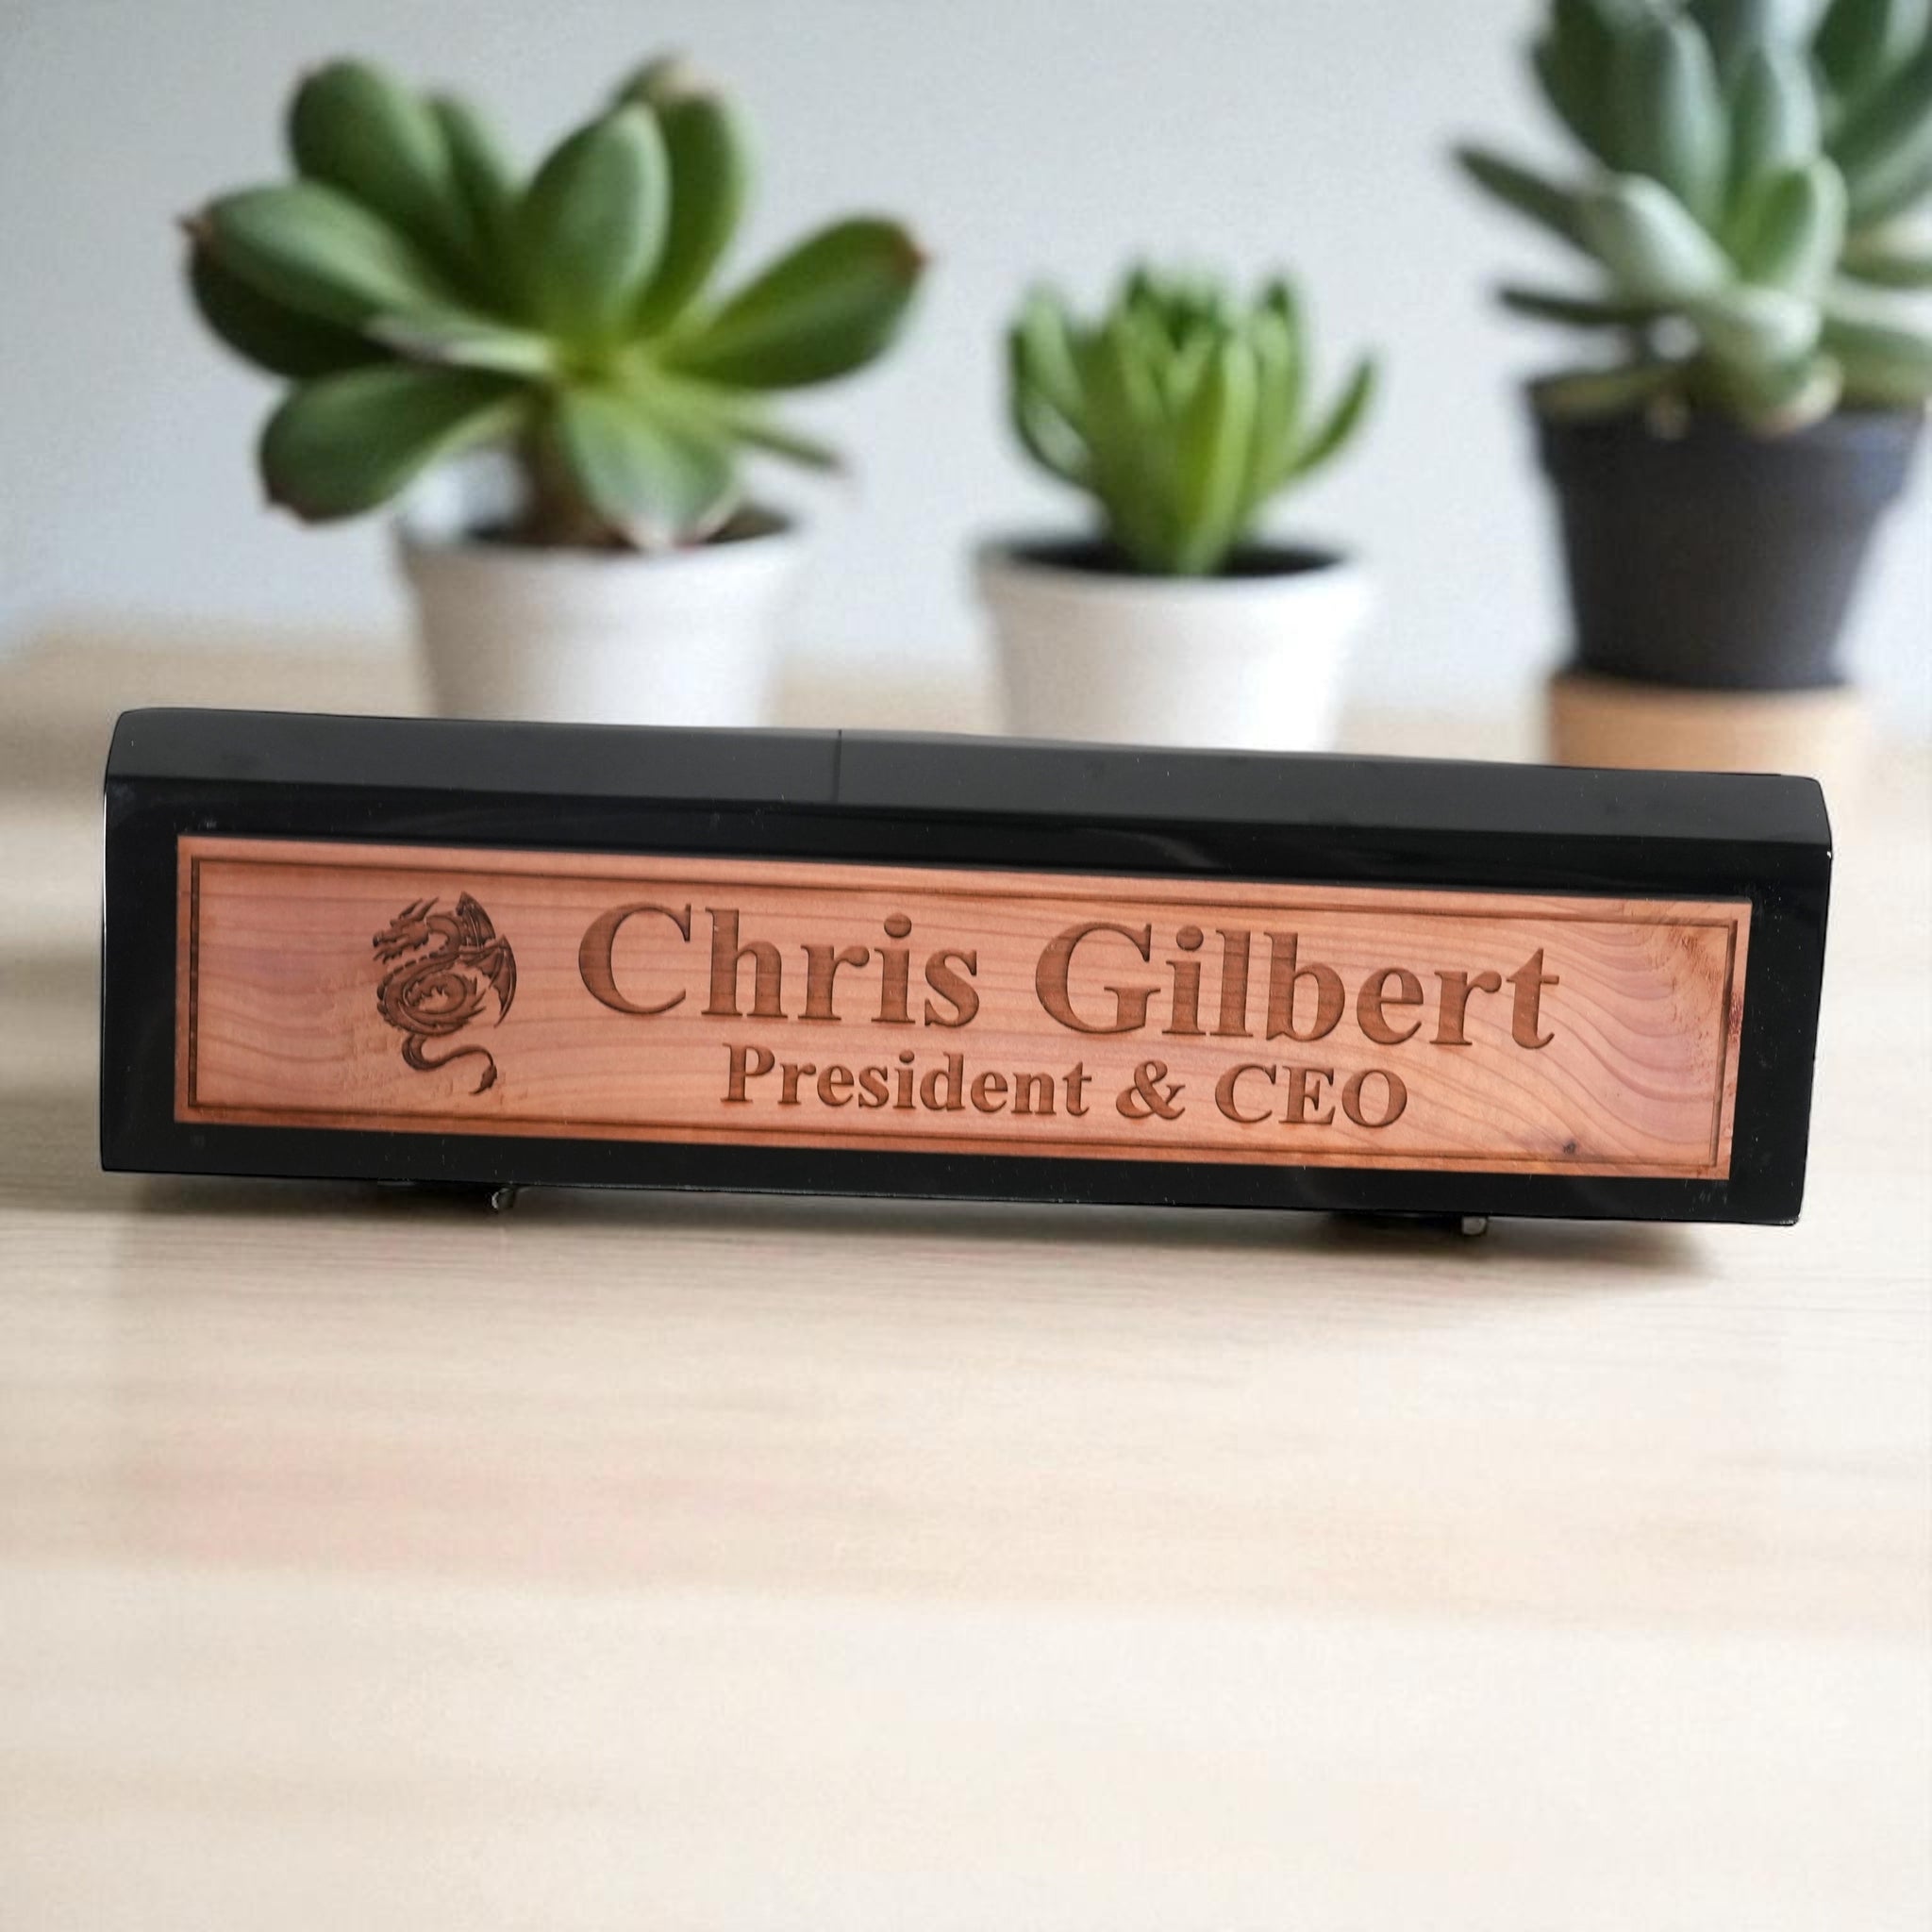 Chris Gilbert
President & CEO